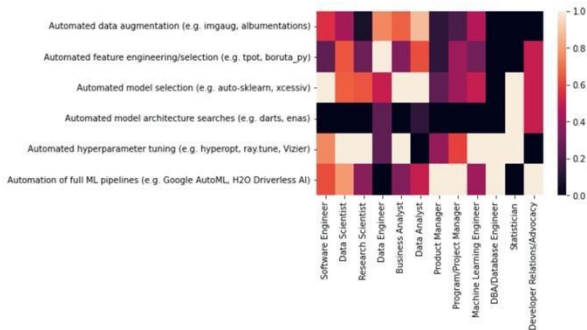 Automated data augmentation (e.g. imgaug, albumentations)
Automated feature engineering/selection (e.g. tpot, boruta_py)
Automated model selection (e.g. auto-sklearn, xcessiv)
Automated model architecture searches (e.g. darts, enas)
Automated hyperparameter tuning (e.g. hyperopt, ray.tune, Vizier)
Automation of full ML pipelines (e.g. Google AutoML, H2O Driverless AI)
Software Engineer
Data Scientist
Research Scientist
Data Engineer
Business Analyst
Data Analyst
Product Manager
Program/Project Manager
Machine Learning Engineer
DBA/Database Engineer
Statistician
Developer Relations/Advocacy
1.0
0.8
0.6
0.4
0.2
0.0